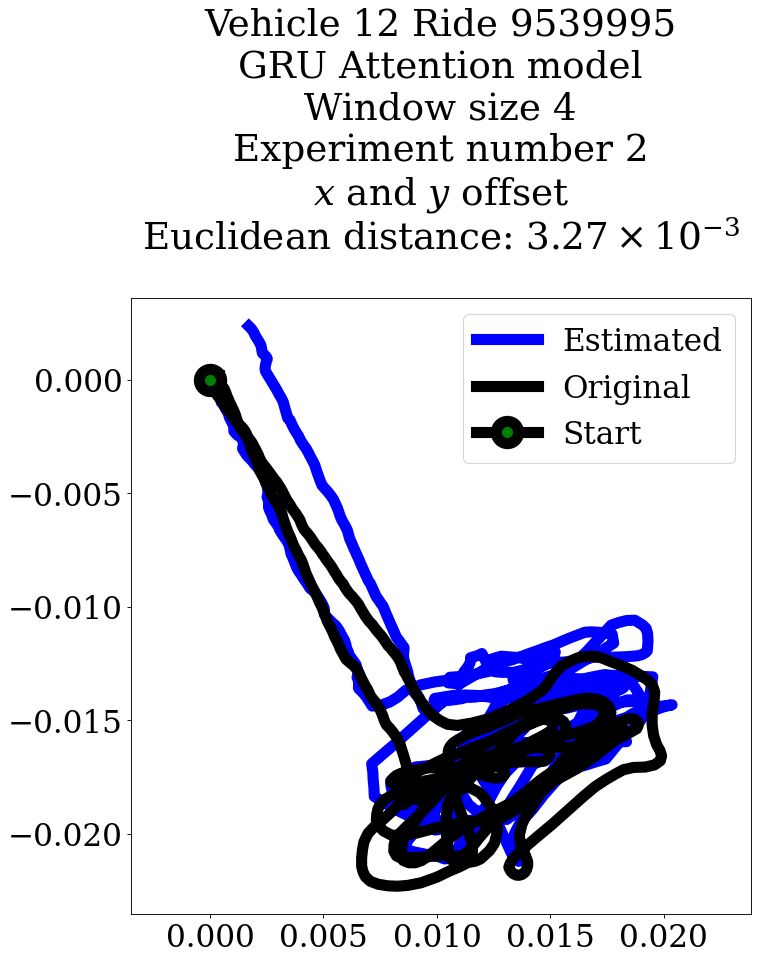 Vehicle 12 Ride 9539995
GRU Attention model
Window size 4
Experiment number 2
x and y offset
Euclidean distance: 3.27 × 10⁻³
Estimated
Original
Start
0.000
−0.005
−0.010
−0.015
−0.020
0.000 0.005 0.010 0.015 0.020